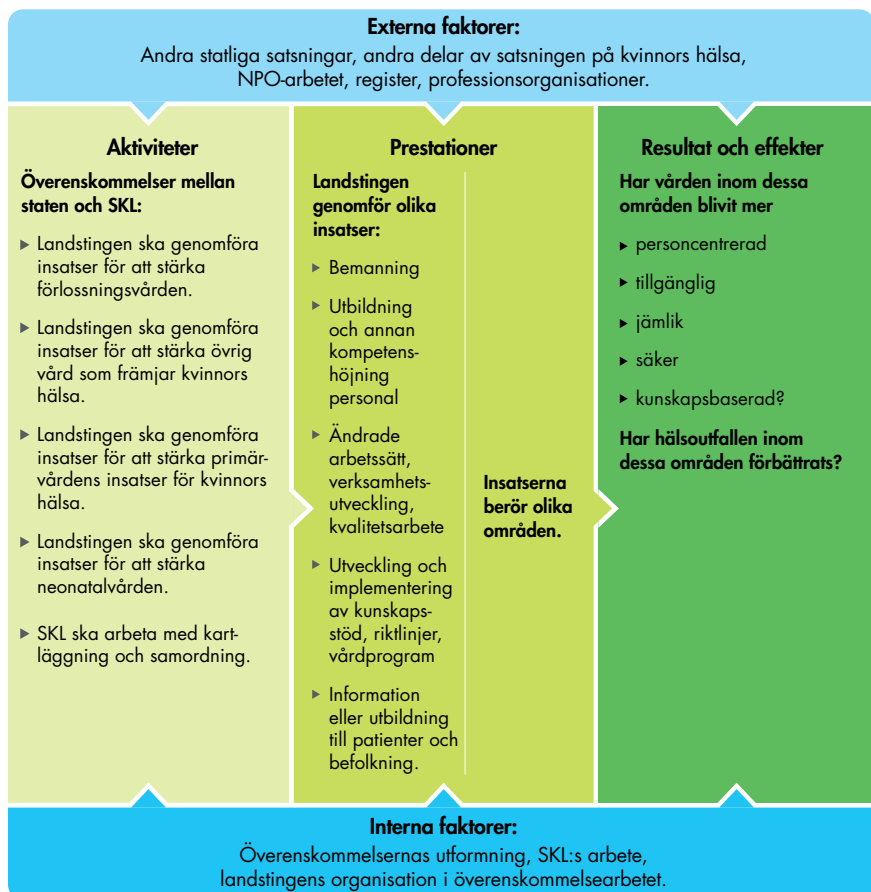 Externa faktorer:
Andra statliga satsningar, andra delar av satsningen på kvinnors hälsa,
NPO-arbetet, register, professionsorganisationer.
Aktiviteter
Överenskommelser mellan
staten och SKL:
▸ Landstingen ska genomföra
insatser för att stärka
förlossningsvården.
▸ Landstingen ska genomföra
insatser för att stärka övrig
vård som främjar kvinnors
hälsa.
▸ Landstingen ska genomföra
insatser för att stärka primär-
vårdens insatser för kvinnors
hälsa.
▸ Landstingen ska genomföra
insatser för att stärka
neonatalvården.
▸ SKL ska arbeta med kart-
läggning och samordning.
Prestationer
Landstingen
genomför olika
insatser:
▸ Bemanning
▸ Utbildning
och annan
kompetens-
höjning
personal
▸ Ändrade
arbetssätt,
verksamhets-
utveckling,
kvalitetsarbete
▸ Utveckling och
implementering
av kunskaps-
stöd, riktlinjer,
vårdprogram
▸ Information
eller utbildning
till patienter och
befolkning.
Insatserna
berör olika
områden.
Resultat och effekter
Har vården inom dessa
områden blivit mer
▸ personcentrerad
▸ tillgänglig
▸ jämlik
▸ säker
▸ kunskapsbaserad?
Har hälsoutfallen inom
dessa områden förbättrats?
Interna faktorer:
Överenskommelsernas utformning, SKL:s arbete,
landstingens organisation i överenskommelsearbetet.